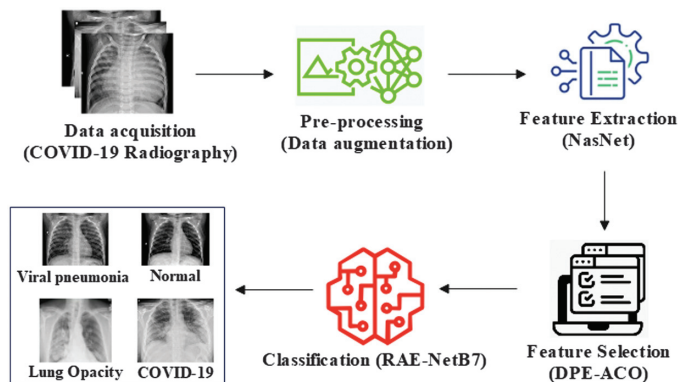 Data acquisition
(COVID-19 Radiography)
Pre-processing
(Data augmentation)
Feature Extraction
(NasNet)
Feature Selection
(DPE-ACO)
Classification (RAE-NetB7)
Viral pneumonia
Normal
Lung Opacity
COVID-19